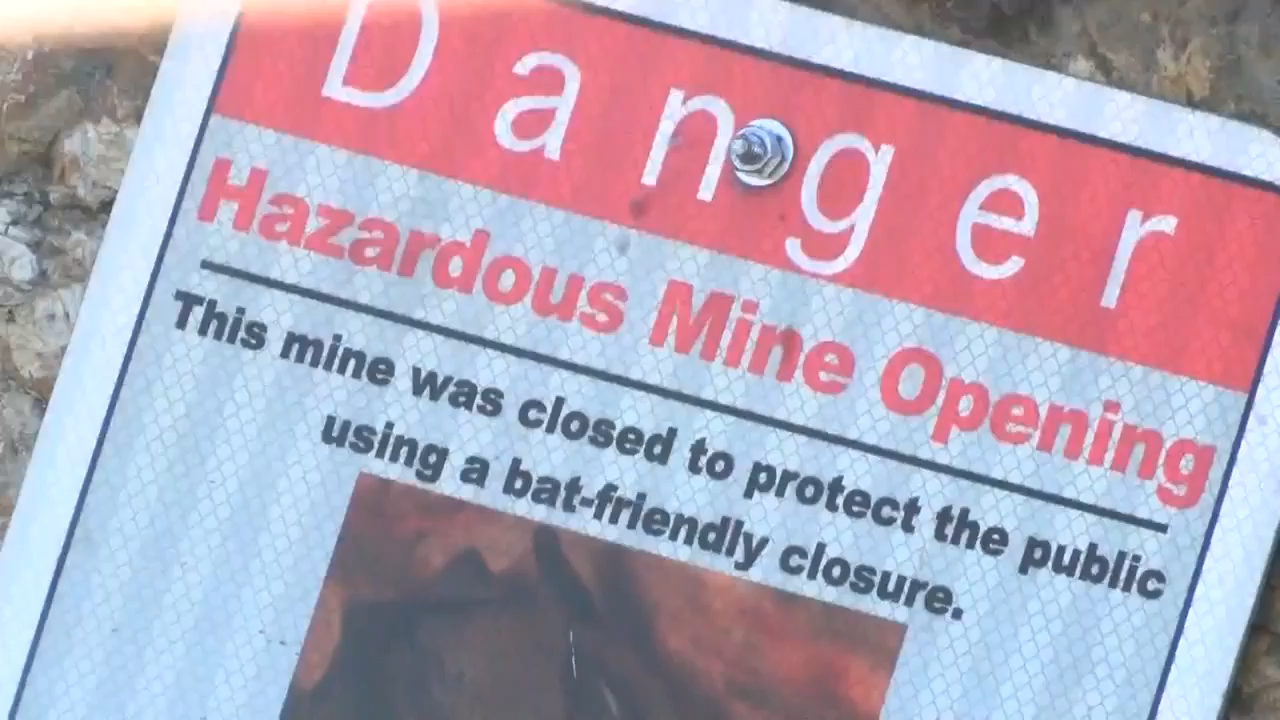 Danger
Hazardous Mine Opening
This mine was closed to protect the public
using a bat-friendly closure.